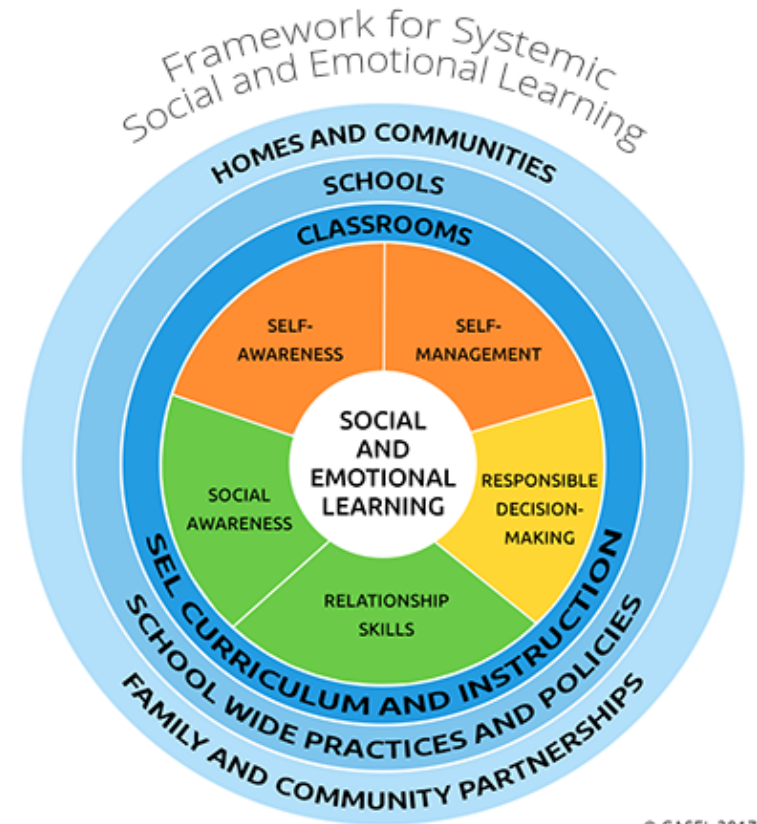 Framework for Systemic
Social and Emotional Learning
HOMES AND COMMUNITIES
SCHOOLS
CLASSROOMS
SELF-
AWARENESS
SELF-
MANAGEMENT
SOCIAL
AND
EMOTIONAL
LEARNING
SOCIAL
AWARENESS
RESPONSIBLE
DECISION-
MAKING
RELATIONSHIP
SKILLS
SEL CURRICULUM AND INSTRUCTION
SCHOOL WIDE PRACTICES AND POLICIES
FAMILY AND COMMUNITY PARTNERSHIPS